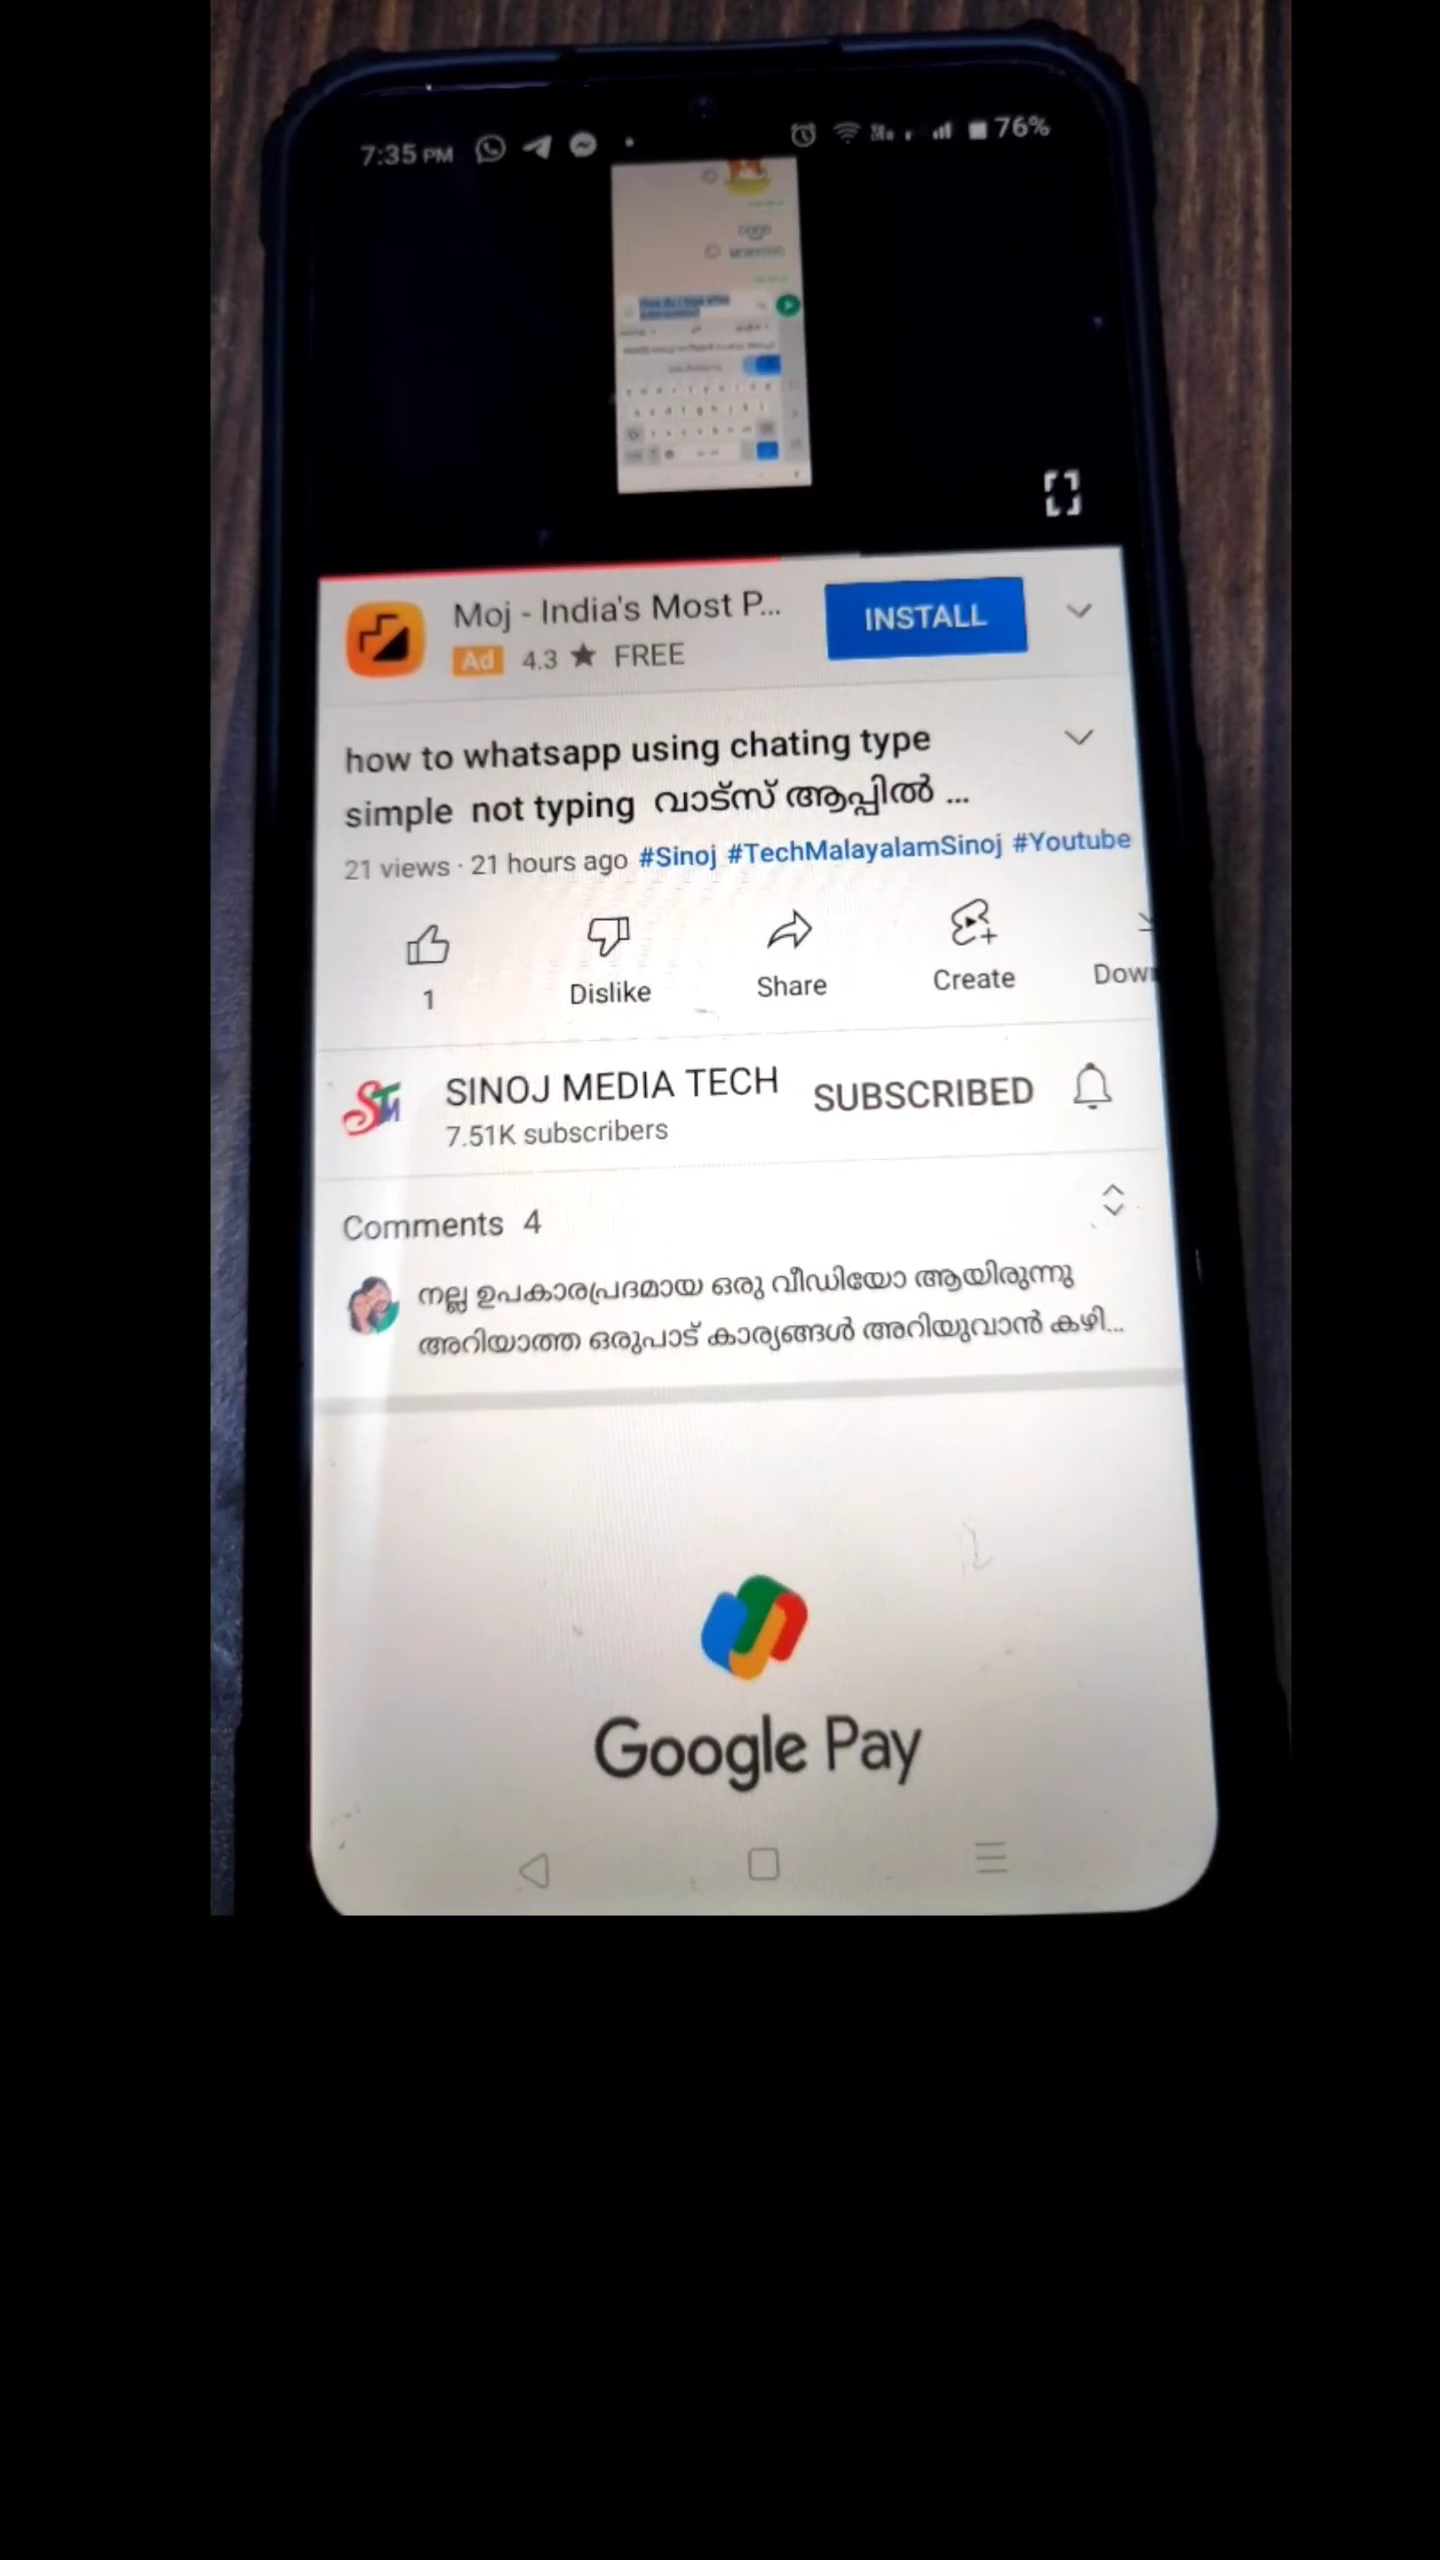 7:35 PM
76%
Moj - India's Most P...
INSTALL
Ad 4.3 ★ FREE
how to whatsapp using chating type
simple not typing വാട്സ് ആപ്പിൽ ...
21 views · 21 hours ago #Sinoj #TechMalayalamSinoj #Youtube
1 Dislike Share Create Down
SINOJ MEDIA TECH
SUBSCRIBED
7.51K subscribers
Comments 4
നല്ല ഉപകാരപ്രദമായ ഒരു വീഡിയോ ആയിരുന്നു
അറിയാത്ത ഒരുപാട് കാര്യങ്ങൾ അറിയുവാൻ കഴി...
Google Pay